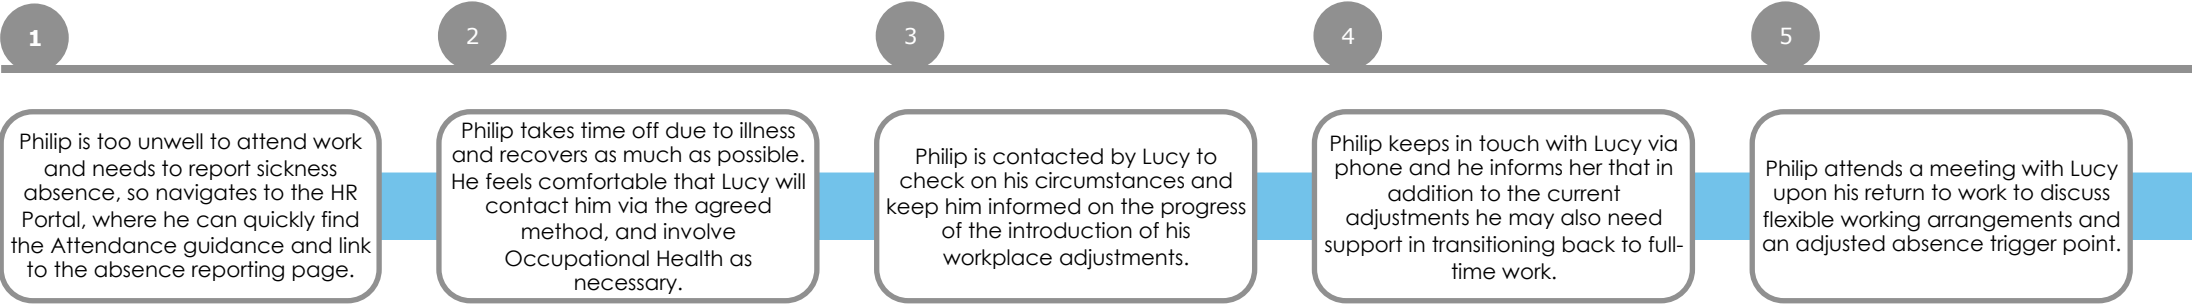 1
2
3
4
5
Philip is too unwell to attend work
and needs to report sickness
absence, so navigates to the HR
Portal, where he can quickly find
the Attendance guidance and link
to the absence reporting page.
Philip takes time off due to illness
and recovers as much as possible.
He feels comfortable that Lucy will
contact him via the agreed
method, and involve
Occupational Health as
necessary.
Philip is contacted by Lucy to
check on his circumstances and
keep him informed on the progress
of the introduction of his
workplace adjustments.
Philip keeps in touch with Lucy via
phone and he informs her that in
addition to the current
adjustments he may also need
support in transitioning back to full-
time work.
Philip attends a meeting with Lucy
upon his return to work to discuss
flexible working arrangements and
an adjusted absence trigger point.